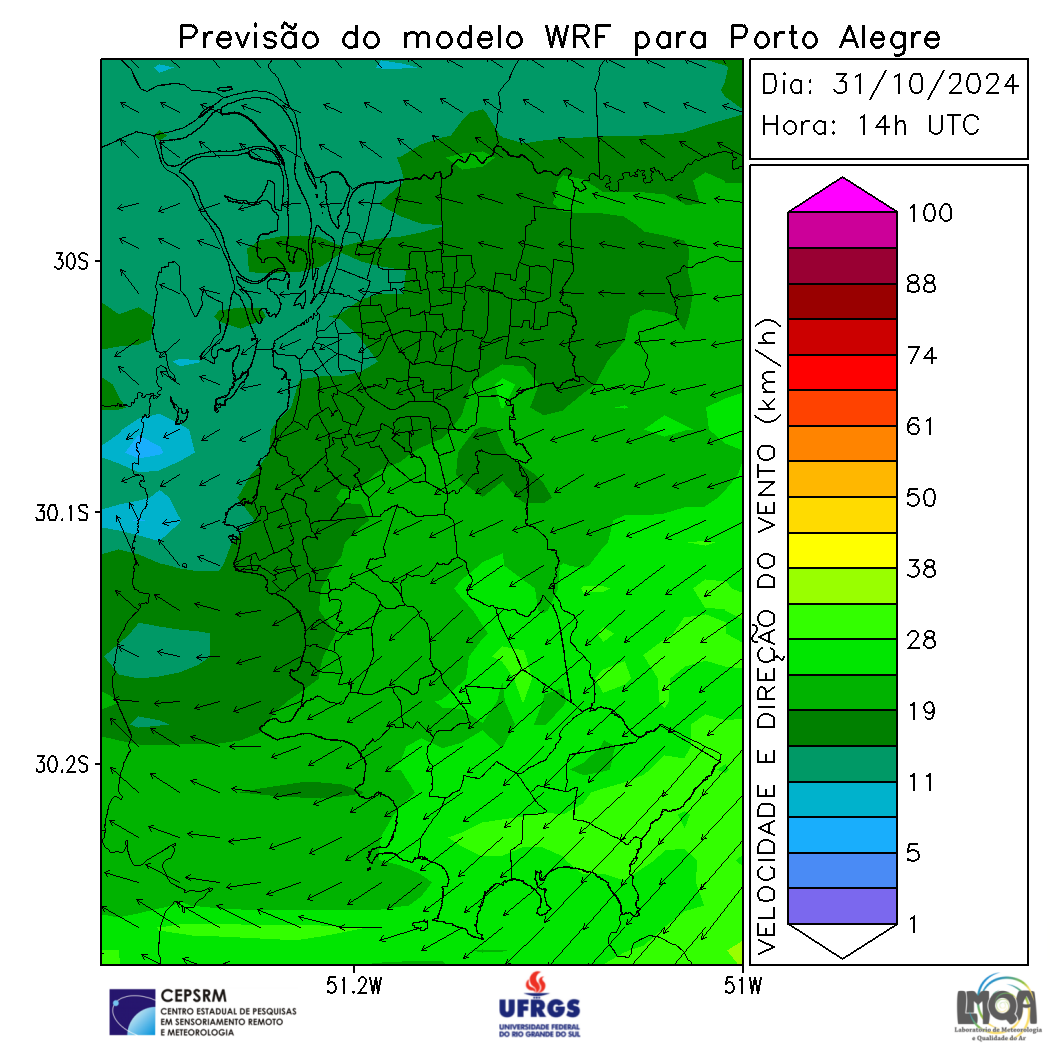 Previsão do modelo WRF para Porto Alegre
Dia: 31/10/2024
Hora: 14h UTC
30S
30.1S
30.2S
51.2W
51W
VELOCIDADE E DIREÇÃO DO VENTO (km/h)
100
88
74
61
50
38
28
19
11
5
1
CEPSRM
CENTRO ESTADUAL DE PESQUISAS
EM SENSORIAMENTO REMOTO
E METEOROLOGIA
UFRGS
UNIVERSIDADE FEDERAL
DO RIO GRANDE DO SUL
LMQA
Laboratório de Meteorologia
e Qualidade do Ar